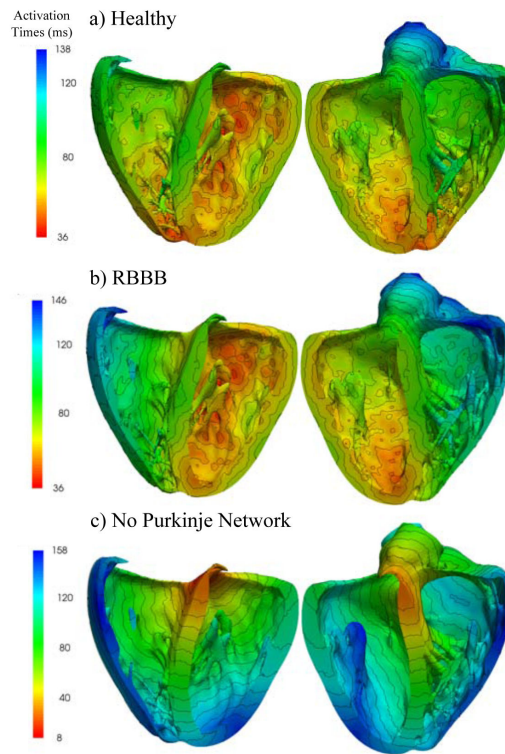 Activation
Times (ms)
a) Healthy
138
120
80
36
b) RBBB
146
120
80
36
c) No Purkinje Network
158
120
80
40
8